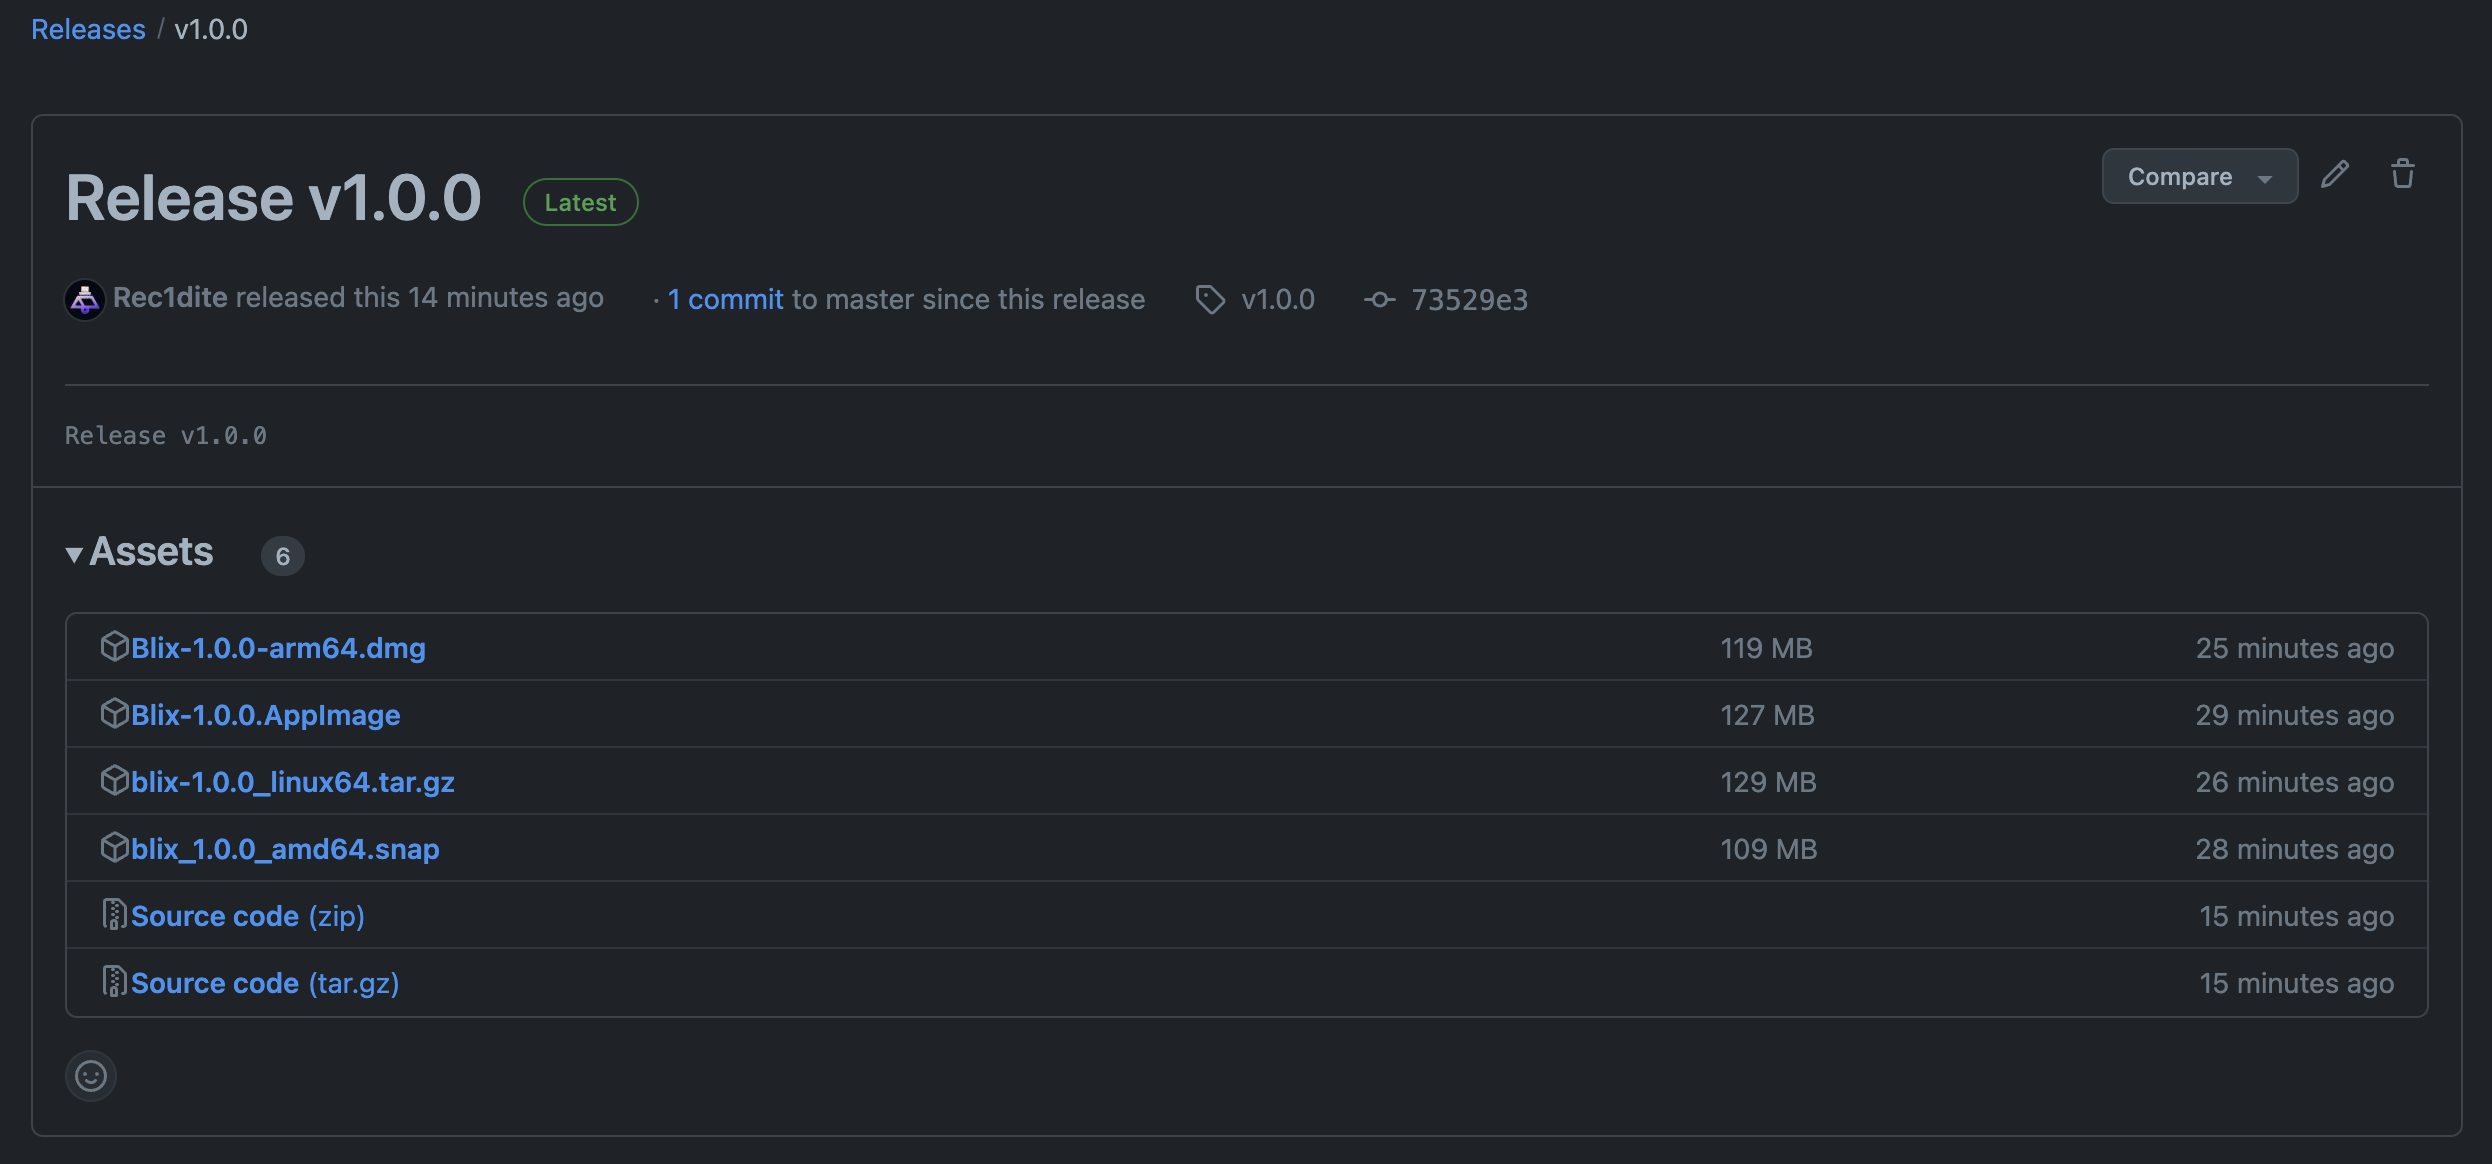 Releases / v1.0.0
Release v1.0.0 Latest Compare
Rec1dite released this 14 minutes ago · 1 commit to master since this release v1.0.0 73529e3
Release v1.0.0
Assets 6
Blix-1.0.0-arm64.dmg 119 MB 25 minutes ago
Blix-1.0.0.AppImage 127 MB 29 minutes ago
blix-1.0.0_linux64.tar.gz 129 MB 26 minutes ago
blix_1.0.0_amd64.snap 109 MB 28 minutes ago
Source code (zip) 15 minutes ago
Source code (tar.gz) 15 minutes ago